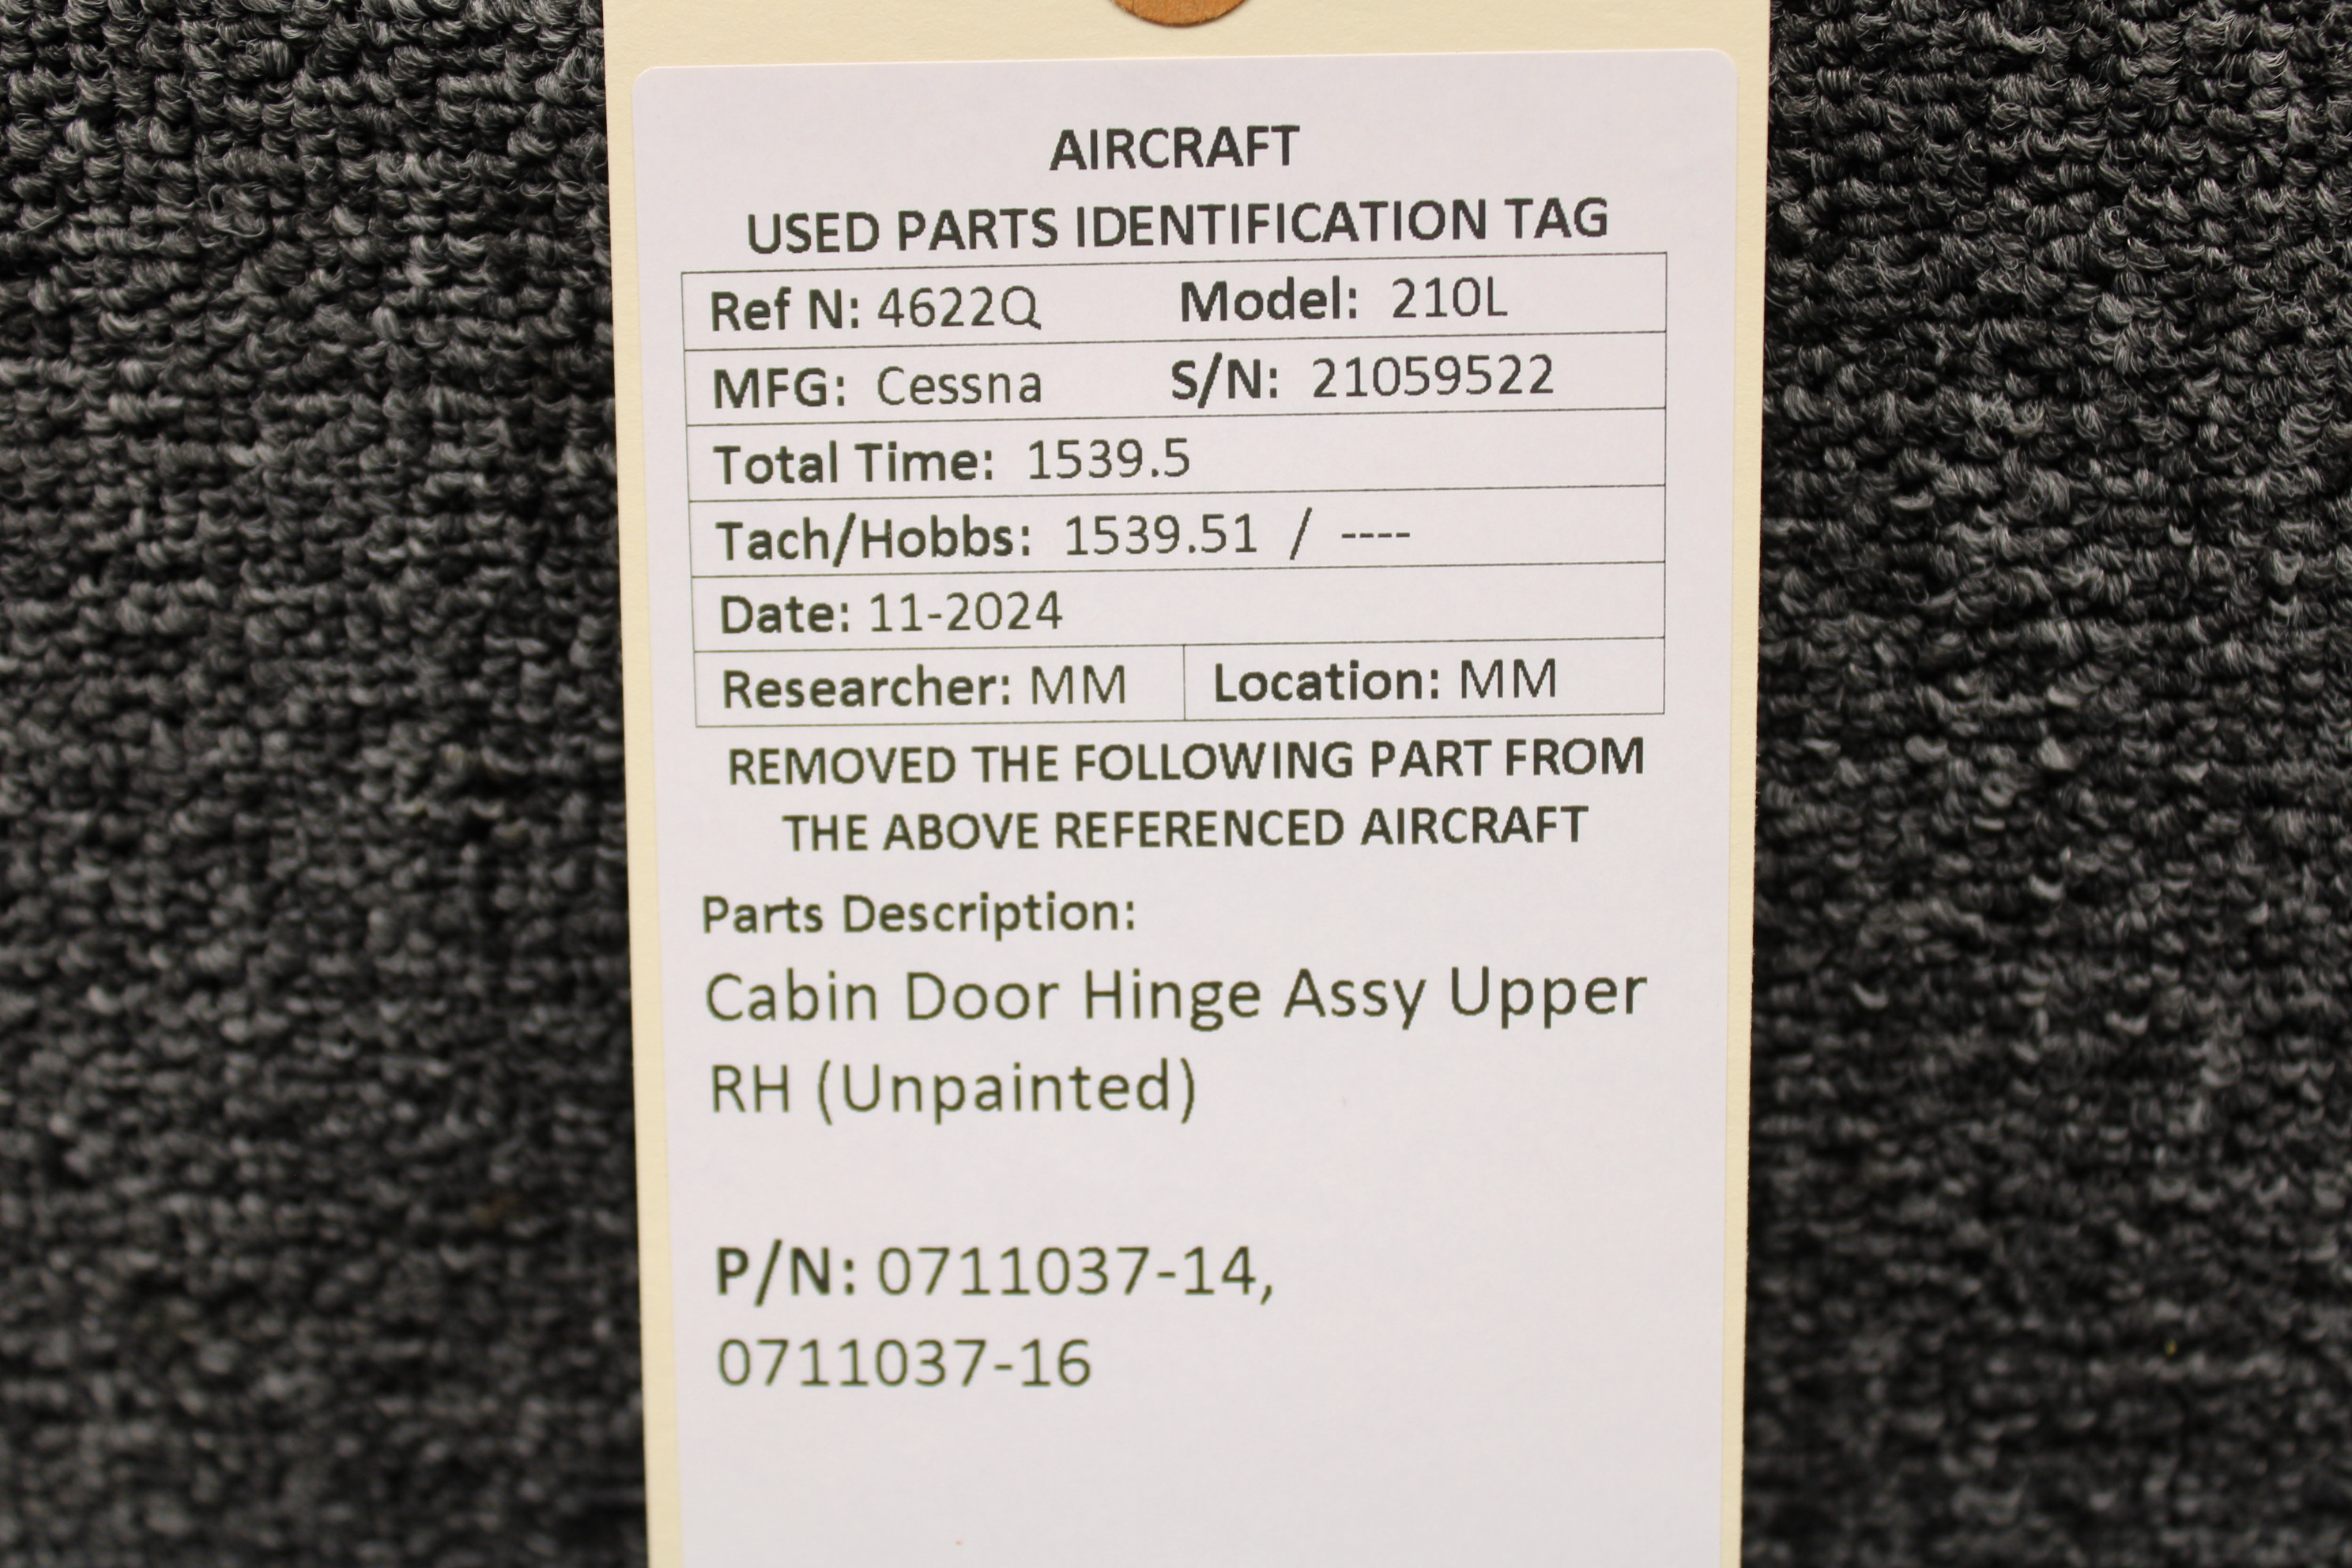 AIRCRAFT
USED PARTS IDENTIFICATION TAG
Ref N: 4622Q Model: 210L
MFG: Cessna S/N: 21059522
Total Time: 1539.5
Tach/Hobbs: 1539.51 / ----
Date: 11-2024
Researcher: MM Location: MM
REMOVED THE FOLLOWING PART FROM
THE ABOVE REFERENCED AIRCRAFT
Parts Description:
Cabin Door Hinge Assy Upper
RH (Unpainted)
P/N: 0711037-14,
0711037-16